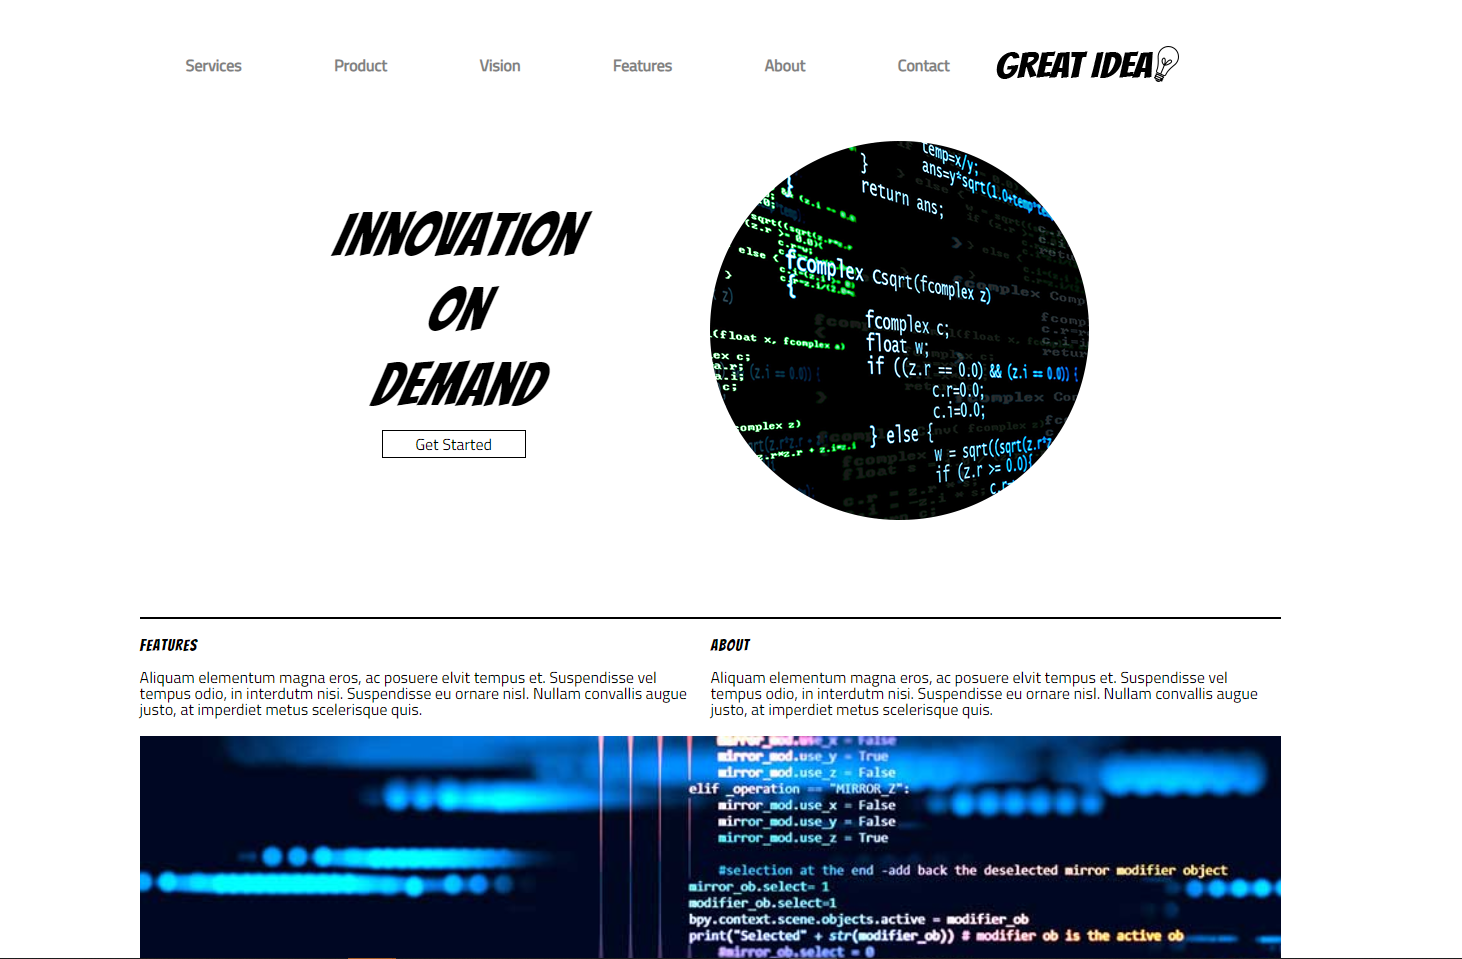 Services Product Vision Features About Contact GREAT IDEA
INNOVATION
ON
DEMAND
Get Started
temp=x/y;
ans=y*sqrt(1.0+temp*te
}
return ans;
else {
fcomplex Csqrt(fcomplex z)
{
fcomplex c;
float w;
if ((z.r == 0.0) && (z.i == 0.0)) {
c.r=0.0;
c.i=0.0;
} else {
w = sqrt((sqrt(z.r*z
if (z.r >= 0.0){
c.r
(float x, fcomplex a)
ex c;
a.r;
a.i;
c;
complex z)
z.r*z.r + z.i*z.i
FEATURES
Aliquam elementum magna eros, ac posuere elvit tempus et. Suspendisse vel
tempus odio, in interdutm nisi. Suspendisse eu ornare nisl. Nullam convallis augue
justo, at imperdiet metus scelerisque quis.
ABOUT
Aliquam elementum magna eros, ac posuere elvit tempus et. Suspendisse vel
tempus odio, in interdutm nisi. Suspendisse eu ornare nisl. Nullam convallis augue
justo, at imperdiet metus scelerisque quis.
mirror_mod.use_x = False
mirror_mod.use_y = True
mirror_mod.use_z = False
elif _operation == "MIRROR_Z":
mirror_mod.use_x = False
mirror_mod.use_y = False
mirror_mod.use_z = True
#selection at the end -add back the deselected mirror modifier object
mirror_ob.select= 1
modifier_ob.select=1
bpy.context.scene.objects.active = modifier_ob
print("Selected" + str(modifier_ob)) # modifier ob is the active ob
#mirror_ob.select = 0